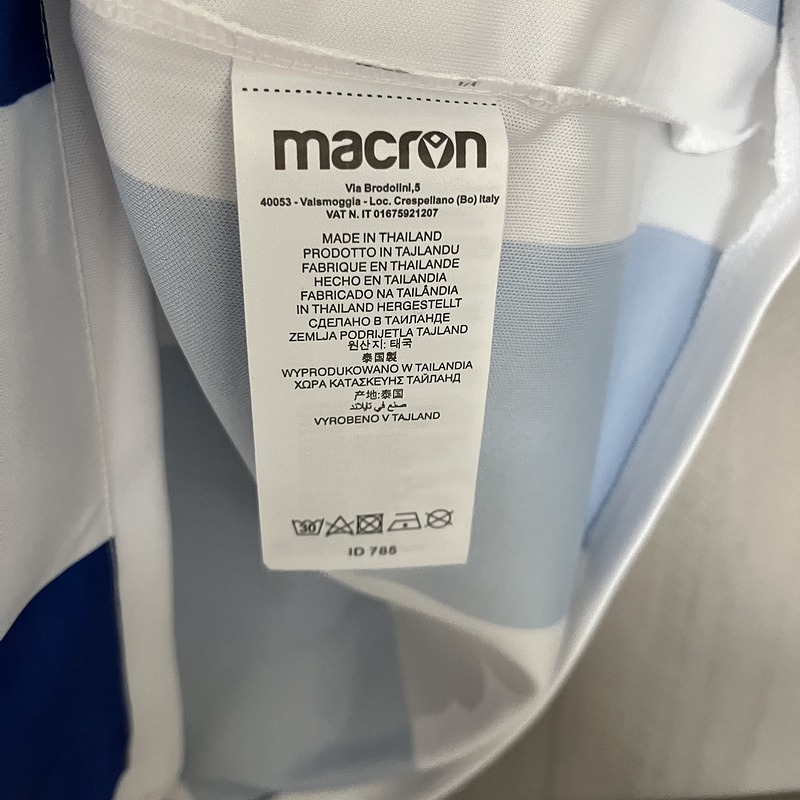 macron
Via Brodolini,5
40053 - Valsmoggia - Loc. Crespellano (Bo) Italy
VAT N. IT 01675921207
MADE IN THAILAND
PRODOTTO IN TAJLANDU
FABRIQUE EN THAILANDE
HECHO EN TAILANDIA
FABRICADO NA TAILÂNDIA
IN THAILAND HERGESTELLT
СДЕЛАНО В ТАИЛАНДЕ
ZEMLJA PODRIJETLA TAJLAND
원산지: 태국
泰国製
WYPRODUKOWANO W TAILANDIA
ΧΩΡΑ ΚΑΤΑΣΚΕΥΗΣ ΤΑΪΛΑΝΔ
产地:泰国
صنع في تايلاند
VYROBENO V TAJLAND
30
ID 785